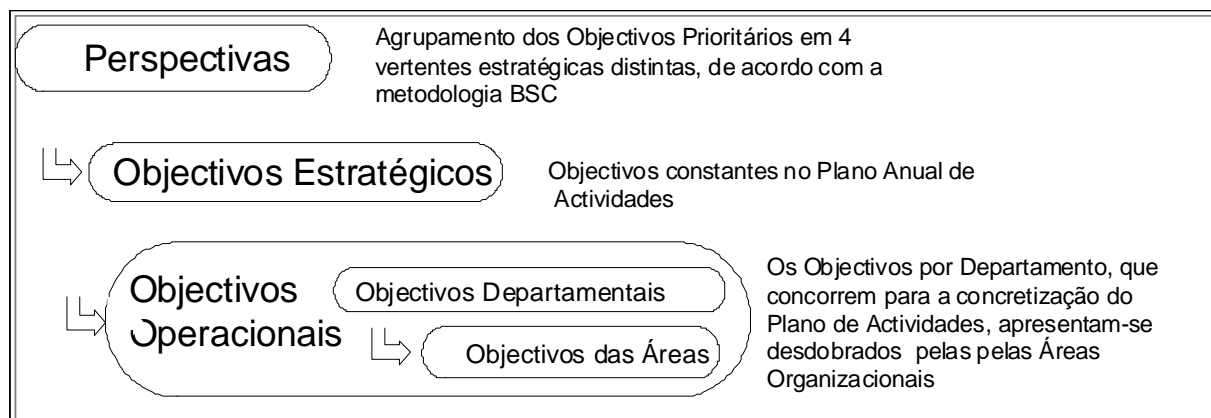 Perspectivas
Agrupamento dos Objectivos Prioritários em 4
vertentes estratégicas distintas, de acordo com a
metodologia BSC
Objectivos Estratégicos
Objectivos constantes no Plano Anual de
Actividades
Objectivos
Operacionais
Objectivos Departamentais
Objectivos das Áreas
Os Objectivos por Departamento, que
concorrem para a concretização do
Plano de Actividades, apresentam-se
desdobrados pelas pelas Áreas
Organizacionais